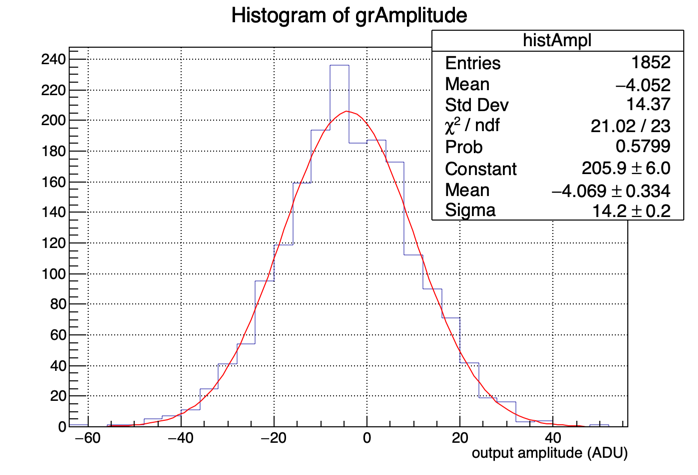 Histogram of grAmplitude
histAmpl
Entries 1852
Mean −4.052
Std Dev 14.37
χ² / ndf 21.02 / 23
Prob 0.5799
Constant 205.9 ± 6.0
Mean −4.069 ± 0.334
Sigma 14.2 ± 0.2
240
220
200
180
160
140
120
100
80
60
40
20
0
−60 −40 −20 0 20 40
output amplitude (ADU)